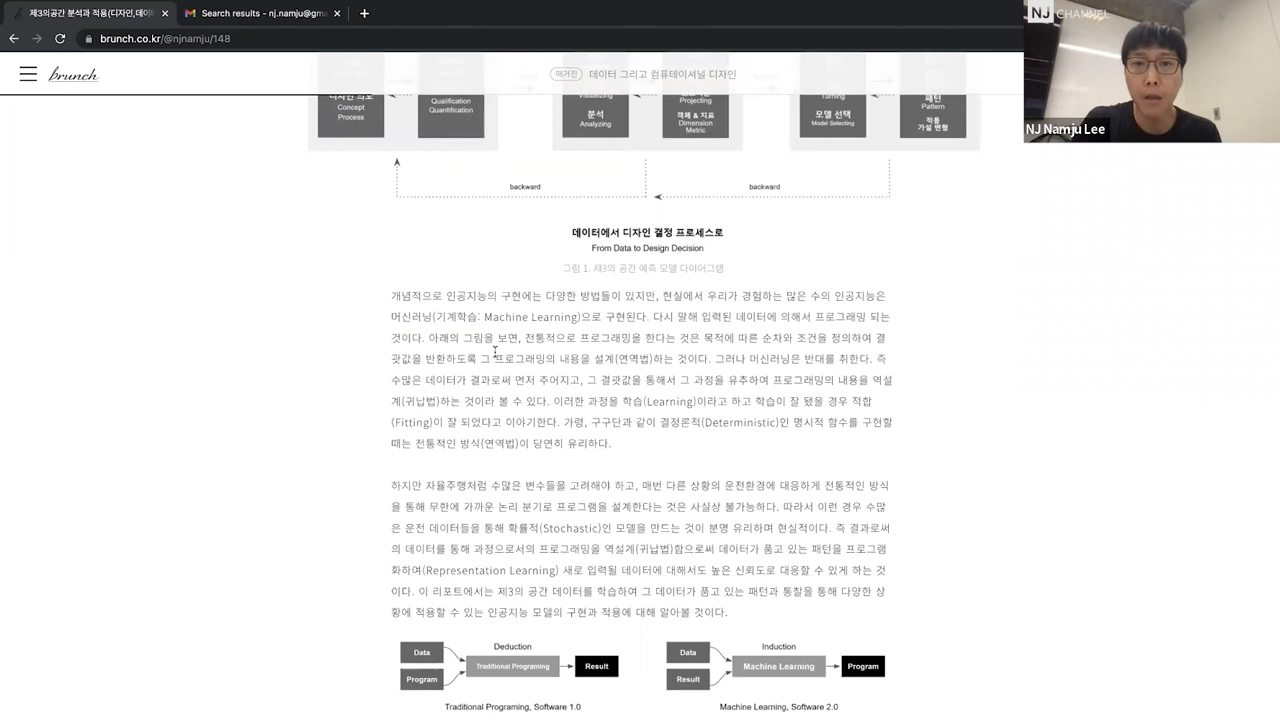 제3의공간 분석과 적용(디자인,데이터
Search results - nj.namju@gm
brunch.co.kr/@njnamju/148
NJ CHANNEL
NJ Namju Lee
brunch
매거진 데이터 그리고 컴퓨테이셔널 디자인
Concept
Process
Qualification
Quantification
분석
Analyzing
Projecting
객체 & 지표
Dimension
Metric
Turning
모델 선택
Model Selecting
패턴
Pattern
적용
가설 변형
backward
backward
데이터에서 디자인 결정 프로세스로
From Data to Design Decision
그림 1. 제3의 공간 예측 모델 다이어그램
개념적으로 인공지능의 구현에는 다양한 방법들이 있지만, 현실에서 우리가 경험하는 많은 수의 인공지능은
머신러닝(기계학습: Machine Learning)으로 구현된다. 다시 말해 입력된 데이터에 의해서 프로그래밍 되는
것이다. 아래의 그림을 보면, 전통적으로 프로그래밍을 한다는 것은 목적에 따른 순차와 조건을 정의하여 결
괏값을 반환하도록 그 프로그래밍의 내용을 설계(연역법)하는 것이다. 그러나 머신러닝은 반대를 취한다. 즉
수많은 데이터가 결과로써 먼저 주어지고, 그 결괏값을 통해서 그 과정을 유추하여 프로그래밍의 내용을 역설
계(귀납법)하는 것이라 볼 수 있다. 이러한 과정을 학습(Learning)이라고 하고 학습이 잘 됐을 경우 적합
(Fitting)이 잘 되었다고 이야기한다. 가령, 구구단과 같이 결정론적(Deterministic)인 명시적 함수를 구현할
때는 전통적인 방식(연역법)이 당연히 유리하다.
하지만 자율주행처럼 수많은 변수들을 고려해야 하고, 매번 다른 상황의 운전환경에 대응하게 전통적인 방식
을 통해 무한에 가까운 논리 분기로 프로그램을 설계한다는 것은 사실상 불가능하다. 따라서 이런 경우 수많
은 운전 데이터들을 통해 확률적(Stochastic)인 모델을 만드는 것이 분명 유리하며 현실적이다. 즉 결과로써
의 데이터를 통해 과정으로서의 프로그래밍을 역설계(귀납법)함으로써 데이터가 품고 있는 패턴을 프로그램
화하여(Representation Learning) 새로 입력될 데이터에 대해서도 높은 신뢰도로 대응할 수 있게 하는 것
이다. 이 리포트에서는 제3의 공간 데이터를 학습하여 그 데이터가 품고 있는 패턴과 통찰을 통해 다양한 상
황에 적용할 수 있는 인공지능 모델의 구현과 적용에 대해 알아볼 것이다.
Deduction
Data
Program
Traditional Programing
Result
Traditional Programing, Software 1.0
Induction
Data
Result
Machine Learning
Program
Machine Learning, Software 2.0